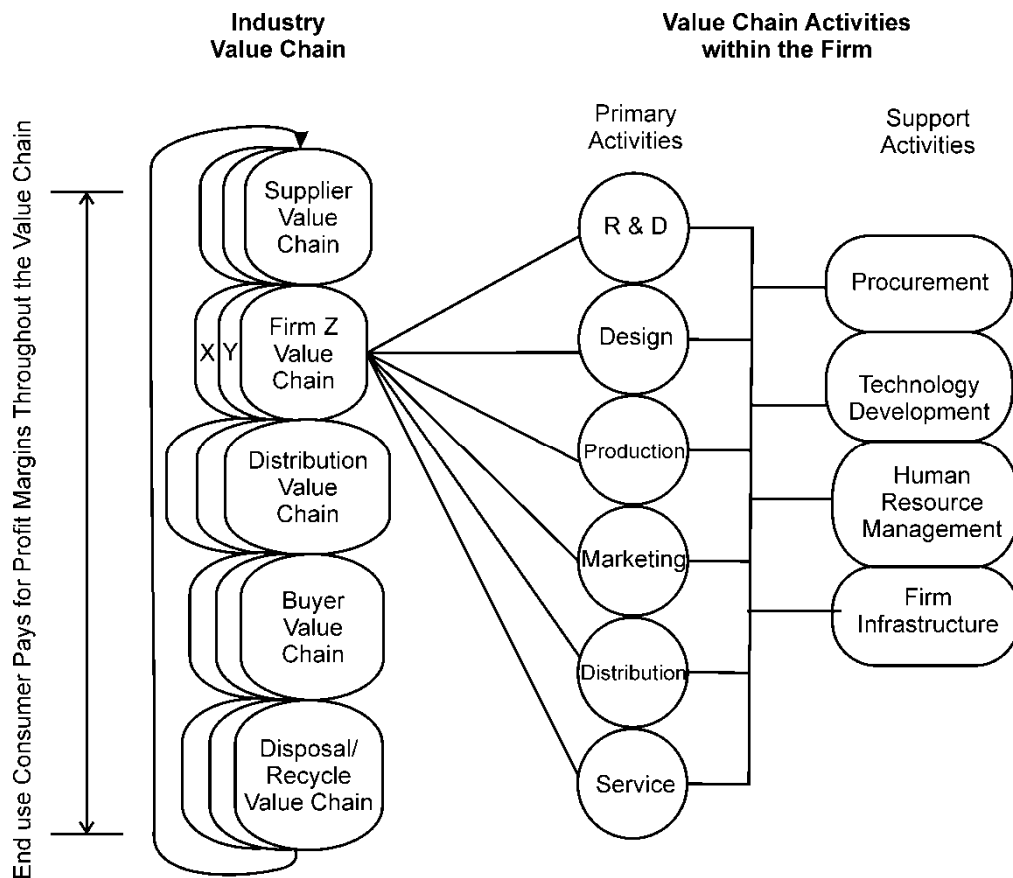 Industry
Value Chain
Value Chain Activities
within the Firm
End use Consumer Pays for Profit Margins Throughout the Value Chain
Supplier
Value
Chain
X
Y
Firm Z
Value
Chain
Distribution
Value
Chain
Buyer
Value
Chain
Disposal/
Recycle
Value Chain
Primary
Activities
R & D
Design
Production
Marketing
Distribution
Service
Support
Activities
Procurement
Technology
Development
Human
Resource
Management
Firm
Infrastructure